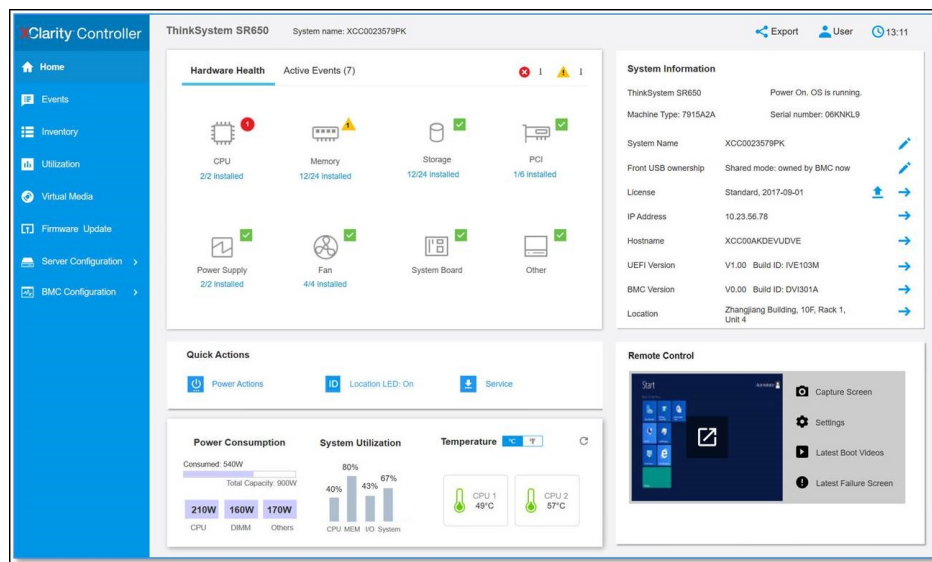 XClarity Controller
ThinkSystem SR650 System name: XCC0023579PK
Export User 13:11
Home
Events
Inventory
Utilization
Virtual Media
Firmware Update
Server Configuration >
BMC Configuration >
Hardware Health Active Events (7) 1 1
1
CPU Memory Storage PCI
2/2 installed 12/24 installed 12/24 installed 1/6 installed
Power Supply Fan System Board Other
2/2 installed 4/4 installed
System Information
ThinkSystem SR650 Power On. OS is running.
Machine Type: 7915A2A Serial number: 06KNKL9
System Name XCC0023579PK
Front USB ownership Shared mode: owned by BMC now
License Standard, 2017-09-01
IP Address 10.23.56.78
Hostname XCC00AKDEVUDVE
UEFI Version V1.00 Build ID: IVE103M
BMC Version V0.00 Build ID: DVI301A
Location Zhangjiang Building, 10F, Rack 1,
Unit 4
Quick Actions
Power Actions ID Location LED: On Service
Power Consumption
Consumed: 540W
Total Capacity: 900W
210W 160W 170W
CPU DIMM Others
System Utilization
80%
67%
40% 43%
CPU MEM I/O System
Temperature °C °F
CPU 1 CPU 2
49°C 57°C
Remote Control
Start
Capture Screen
Settings
Latest Boot Videos
Latest Failure Screen